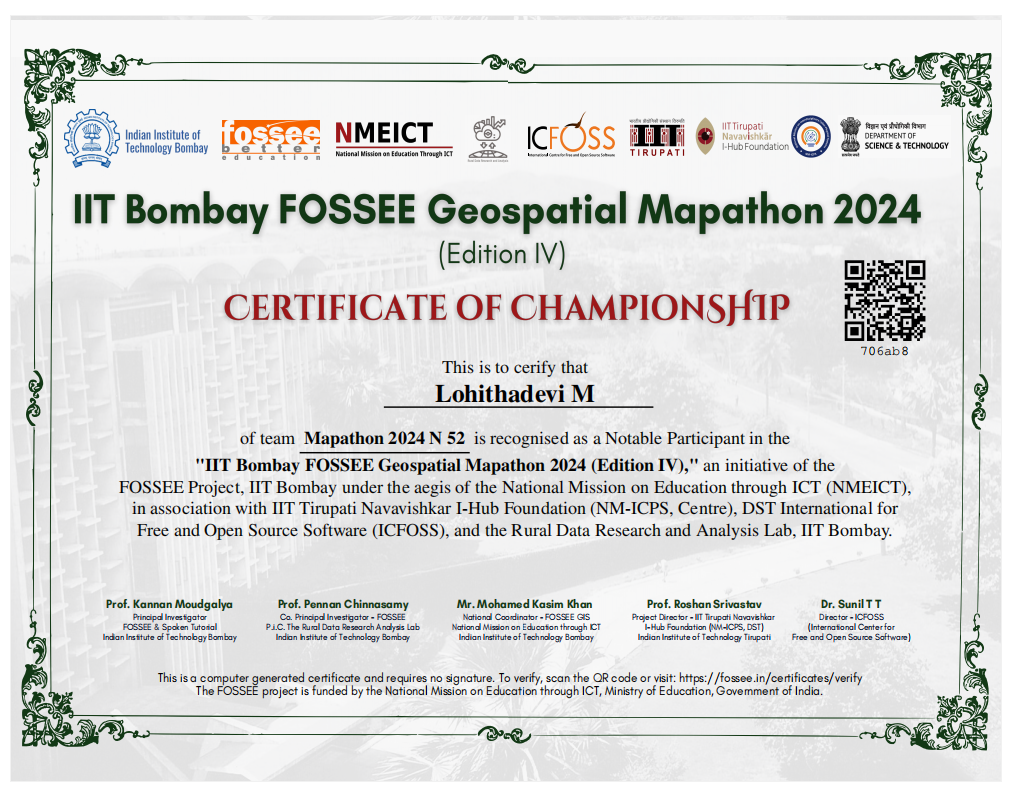 Indian Institute of
Technology Bombay
fossee
better
education
NMEICT
National Mission on Education Through ICT
ICFOSS
International Centre for Free and Open Source Software
TIRUPATI
IIT Tirupati
Navavishkār
I-Hub Foundation
विज्ञान एवं प्रौद्योगिकी विभाग
DEPARTMENT OF
SCIENCE & TECHNOLOGY
IIT Bombay FOSSEE Geospatial Mapathon 2024
(Edition IV)
CERTIFICATE OF CHAMPIONSHIP
706ab8
This is to cerify that
Lohithadevi M
of team Mapathon 2024 N 52 is recognised as a Notable Participant in the
"IIT Bombay FOSSEE Geospatial Mapathon 2024 (Edition IV)," an initiative of the
FOSSEE Project, IIT Bombay under the aegis of the National Mission on Education through ICT (NMEICT),
in association with IIT Tirupati Navavishkar I-Hub Foundation (NM-ICPS, Centre), DST International for
Free and Open Source Software (ICFOSS), and the Rural Data Research and Analysis Lab, IIT Bombay.
Prof. Kannan Moudgalya
Principal Investigator
FOSSEE & Spoken Tutorial
Indian Institute of Technology Bombay
Prof. Pennan Chinnasamy
Co. Principal Investigator - FOSSEE
P.i.C. The Rural Data Research Analysis Lab
Indian Institute of Technology Bombay
Mr. Mohamed Kasim Khan
National Coordinator - FOSSEE GIS
National Mission on Education through ICT
Indian Institute of Technology Bombay
Prof. Roshan Srivastav
Project Director - IIT Tirupati Navavishkar
I-Hub Foundation (NM-ICPS, DST)
Indian Institute of Technology Tirupati
Dr. Sunil T T
Director - ICFOSS
(International Center for
Free and Open Source Software)
This is a computer generated certificate and requires no signature. To verify, scan the QR code or visit: https://fossee.in/certificates/verify
The FOSSEE project is funded by the National Mission on Education through ICT, Ministry of Education, Government of India.